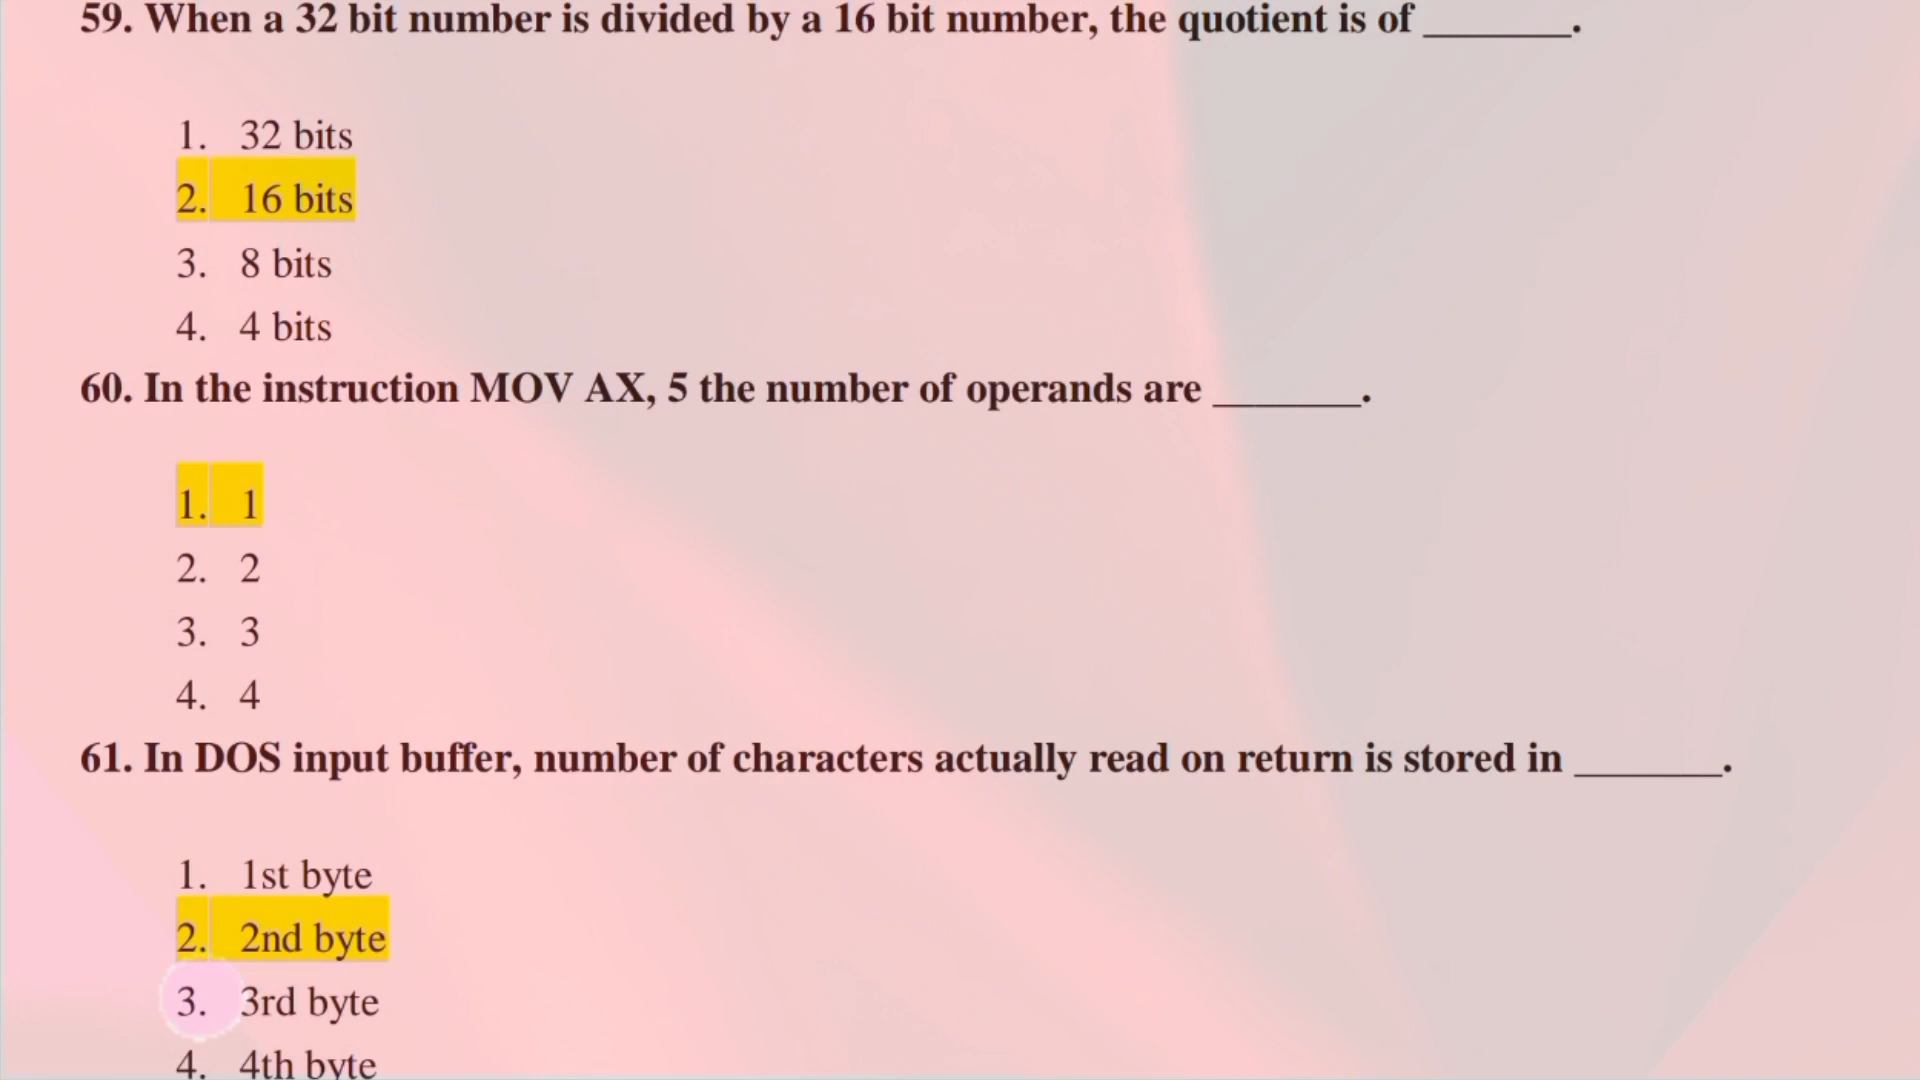 59. When a 32 bit number is divided by a 16 bit number, the quotient is of _______.
1. 32 bits
2. 16 bits
3. 8 bits
4. 4 bits
60. In the instruction MOV AX, 5 the number of operands are _______.
1. 1
2. 2
3. 3
4. 4
61. In DOS input buffer, number of characters actually read on return is stored in _______.
1. 1st byte
2. 2nd byte
3. 3rd byte
4. 4th byte